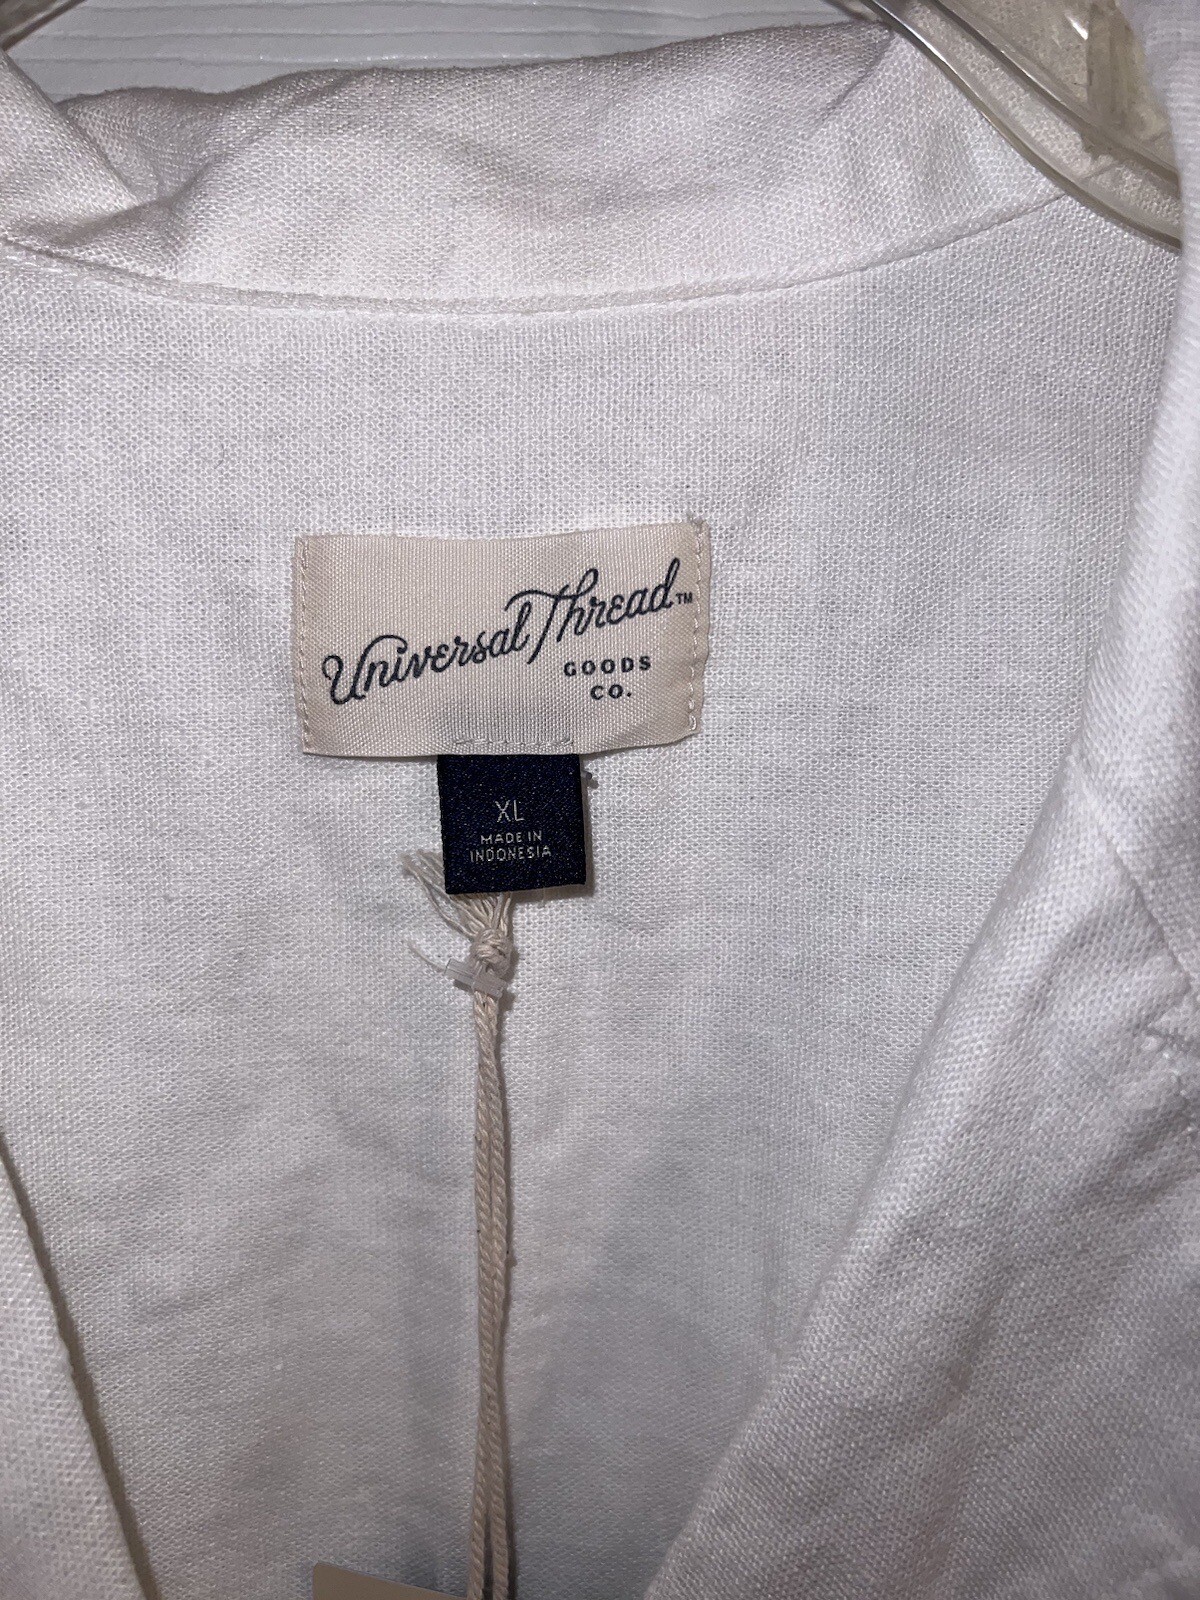 Universal Thread™
GOODS
CO.
XL
MADE IN
INDONESIA